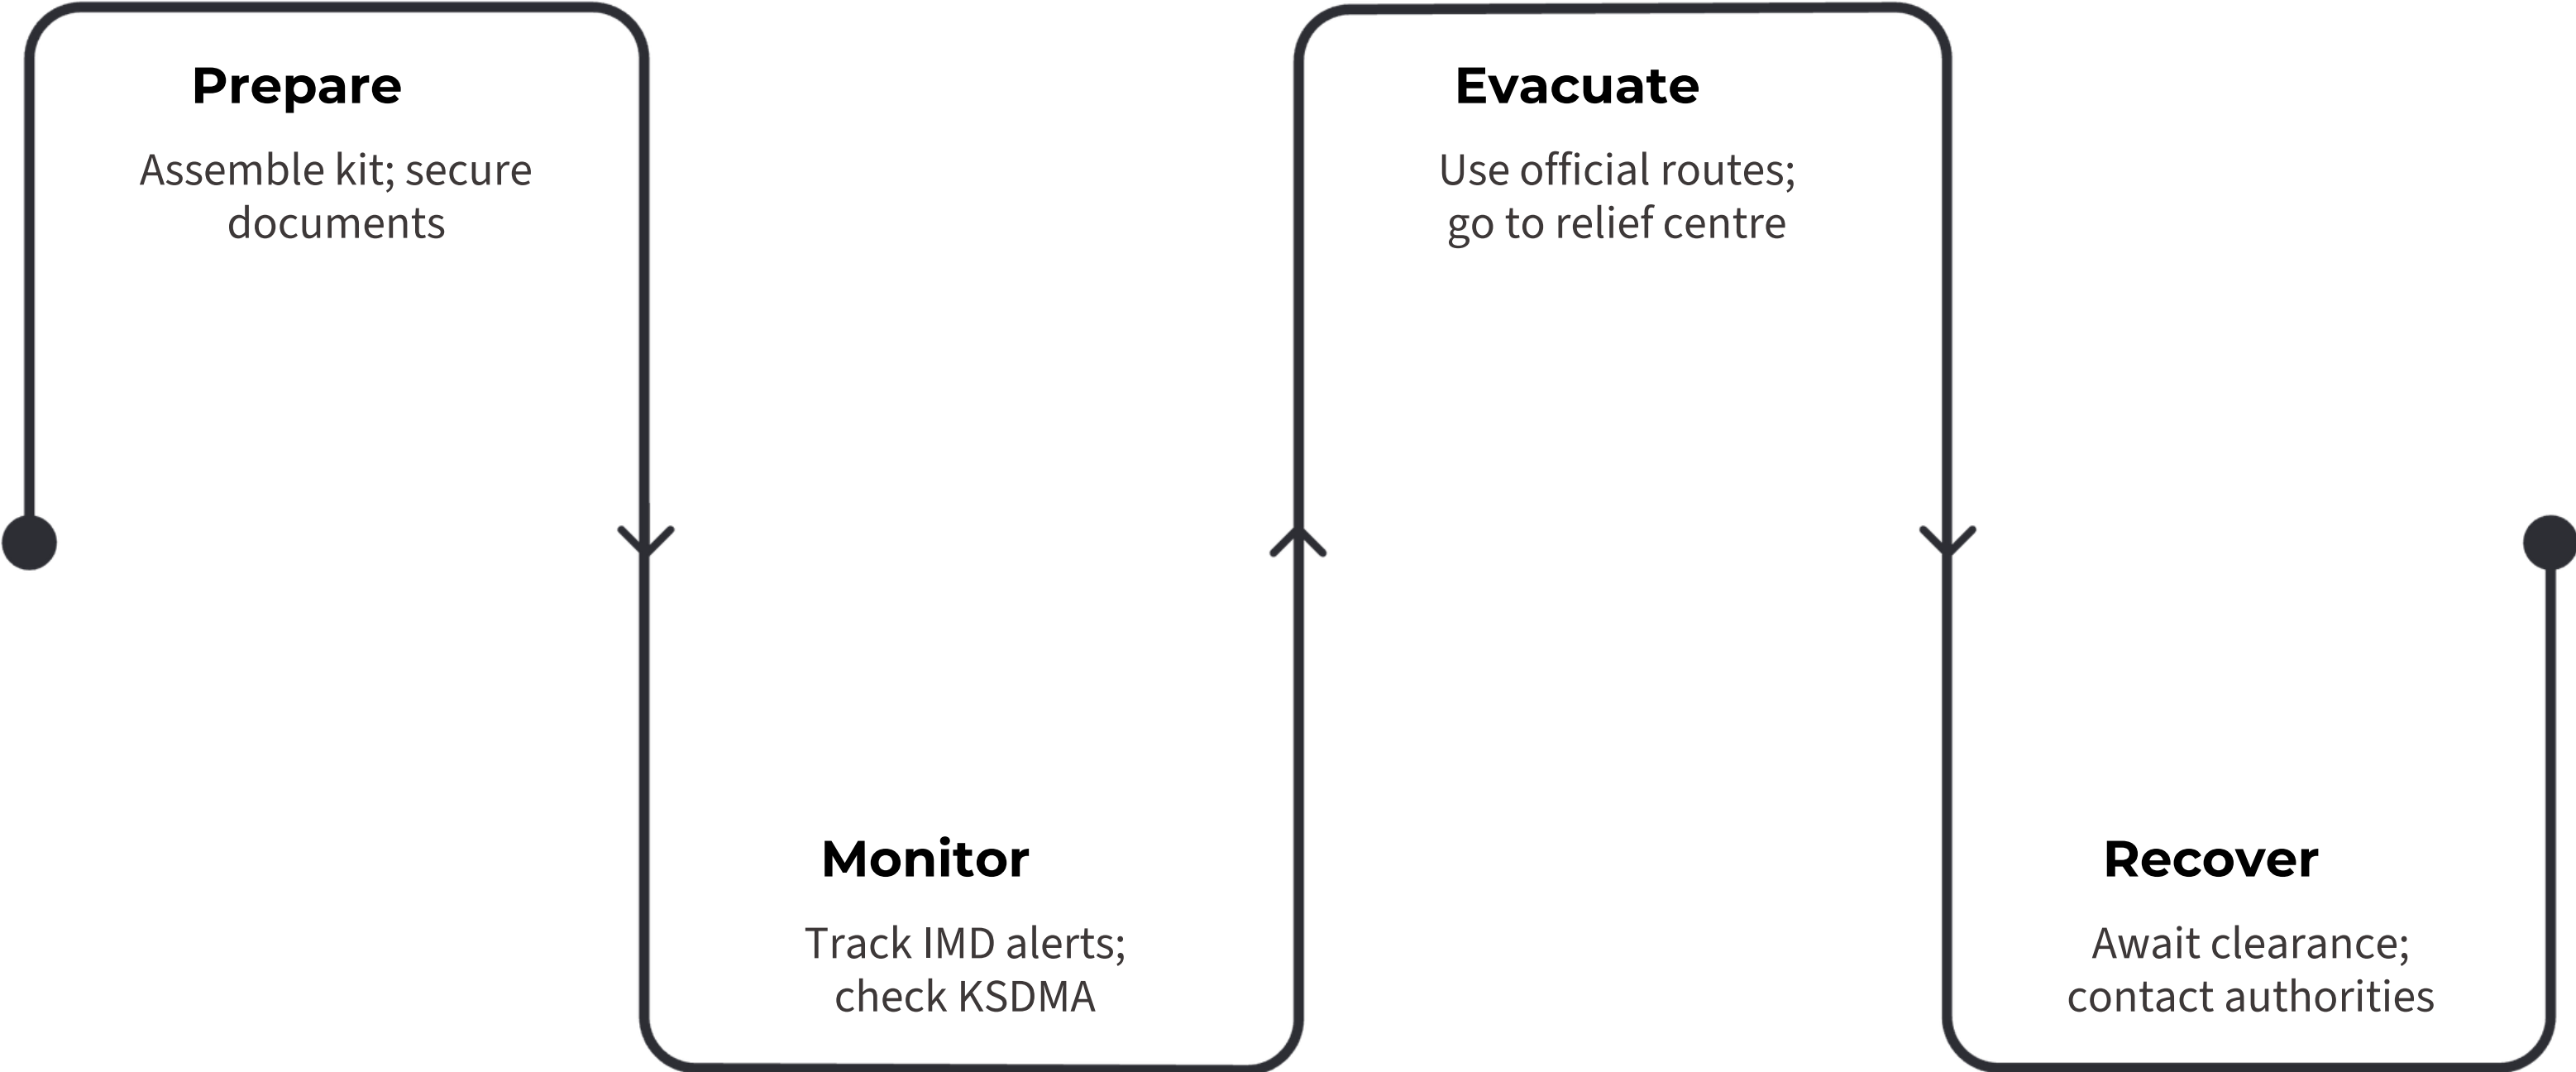 Prepare
Assemble kit; secure
documents
Monitor
Track IMD alerts;
check KSDMA
Evacuate
Use official routes;
go to relief centre
Recover
Await clearance;
contact authorities